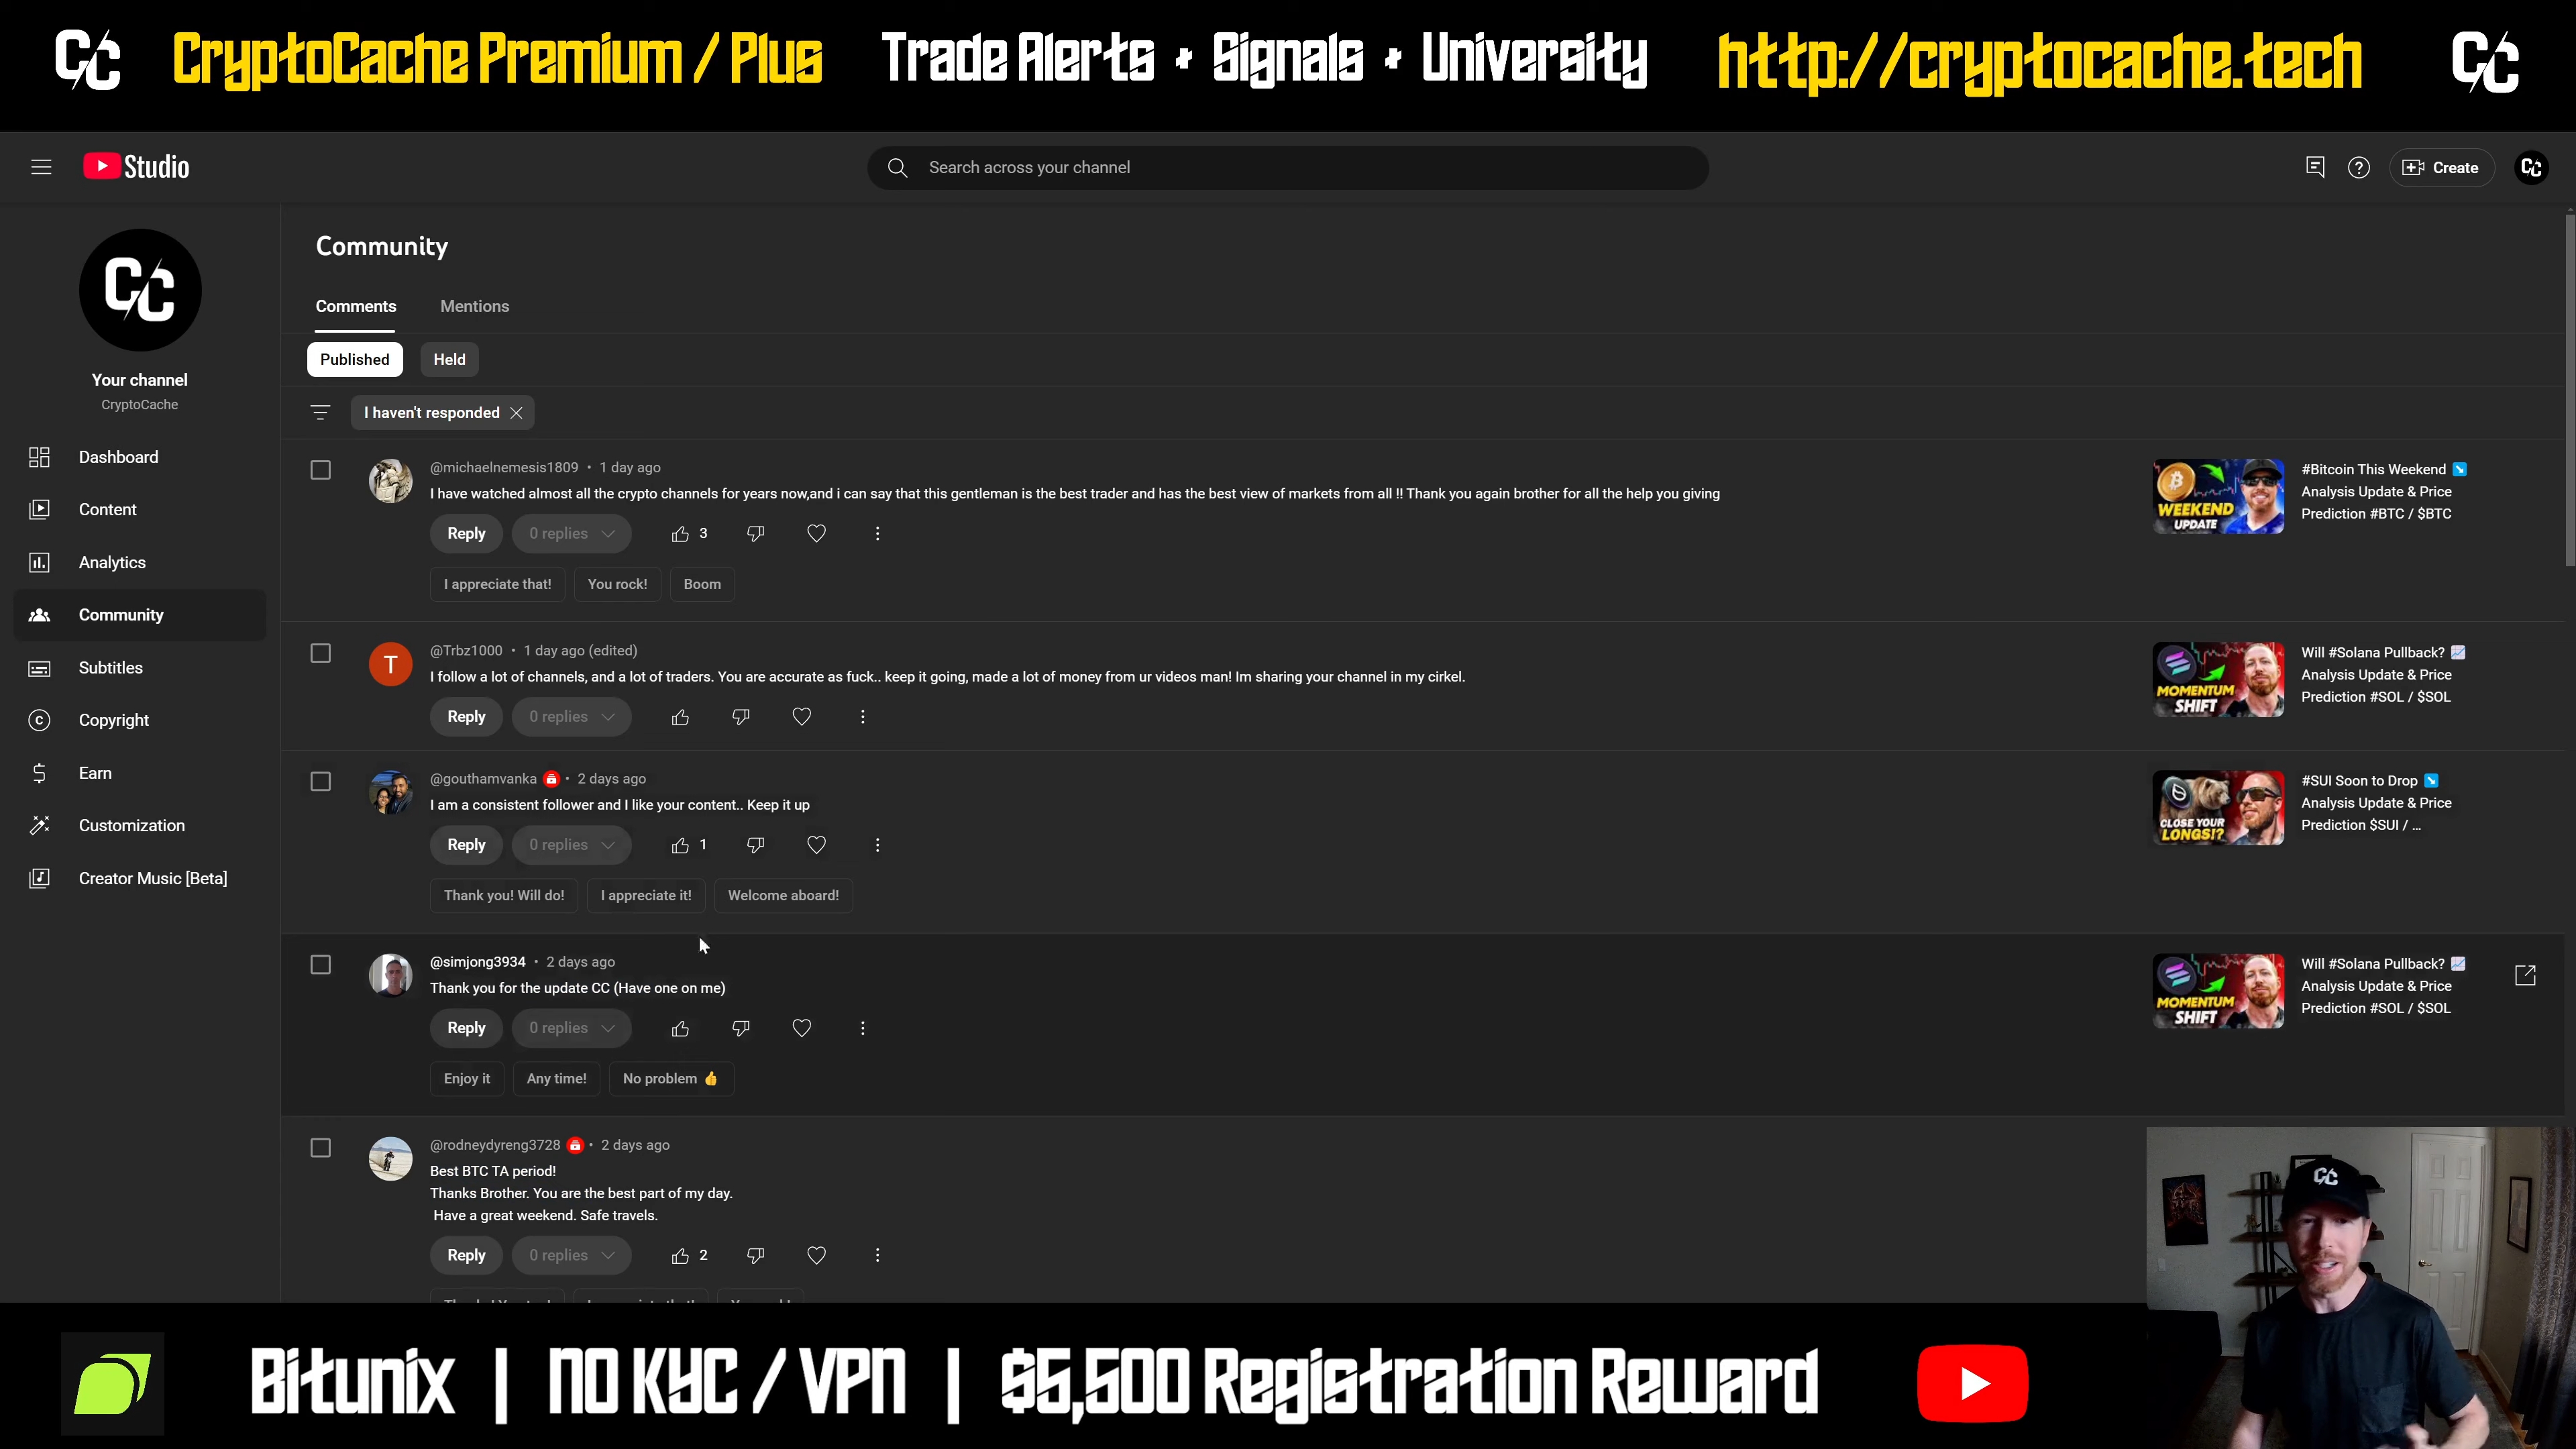 CC CryptoCache Premium / Plus Trade Alerts + Signals + University http://cryptocache.tech CC
Studio
Search across your channel
Create
CC
CC
Your channel
CryptoCache
Dashboard
Content
Analytics
Community
Subtitles
Copyright
Earn
Customization
Creator Music [Beta]
Community
Comments Mentions
Published Held
I haven't responded
@michaelnemesis1809 • 1 day ago
I have watched almost all the crypto channels for years now,and i can say that this gentleman is the best trader and has the best view of markets from all !! Thank you again brother for all the help you giving
Reply 0 replies 3
I appreciate that! You rock! Boom
WEEKEND
UPDATE
#Bitcoin This Weekend ↘️
Analysis Update & Price
Prediction #BTC / $BTC
T
@Trbz1000 • 1 day ago (edited)
I follow a lot of channels, and a lot of traders. You are accurate as fuck.. keep it going, made a lot of money from ur videos man! Im sharing your channel in my cirkel.
Reply 0 replies
MOMENTUM
SHIFT
Will #Solana Pullback? 📈
Analysis Update & Price
Prediction #SOL / $SOL
@gouthamvanka • 2 days ago
I am a consistent follower and I like your content.. Keep it up
Reply 0 replies 1
Thank you! Will do! I appreciate it! Welcome aboard!
CLOSE YOUR
LONGS!?
#SUI Soon to Drop ↘️
Analysis Update & Price
Prediction $SUI / ...
@simjong3934 • 2 days ago
Thank you for the update CC (Have one on me)
Reply 0 replies
Enjoy it Any time! No problem 👍
MOMENTUM
SHIFT
Will #Solana Pullback? 📈
Analysis Update & Price
Prediction #SOL / $SOL
@rodneydyreng3728 • 2 days ago
Best BTC TA period!
Thanks Brother. You are the best part of my day.
Have a great weekend. Safe travels.
Reply 0 replies 2
CC
Bitunix | NO KYC / VPN | $5,500 Registration Reward